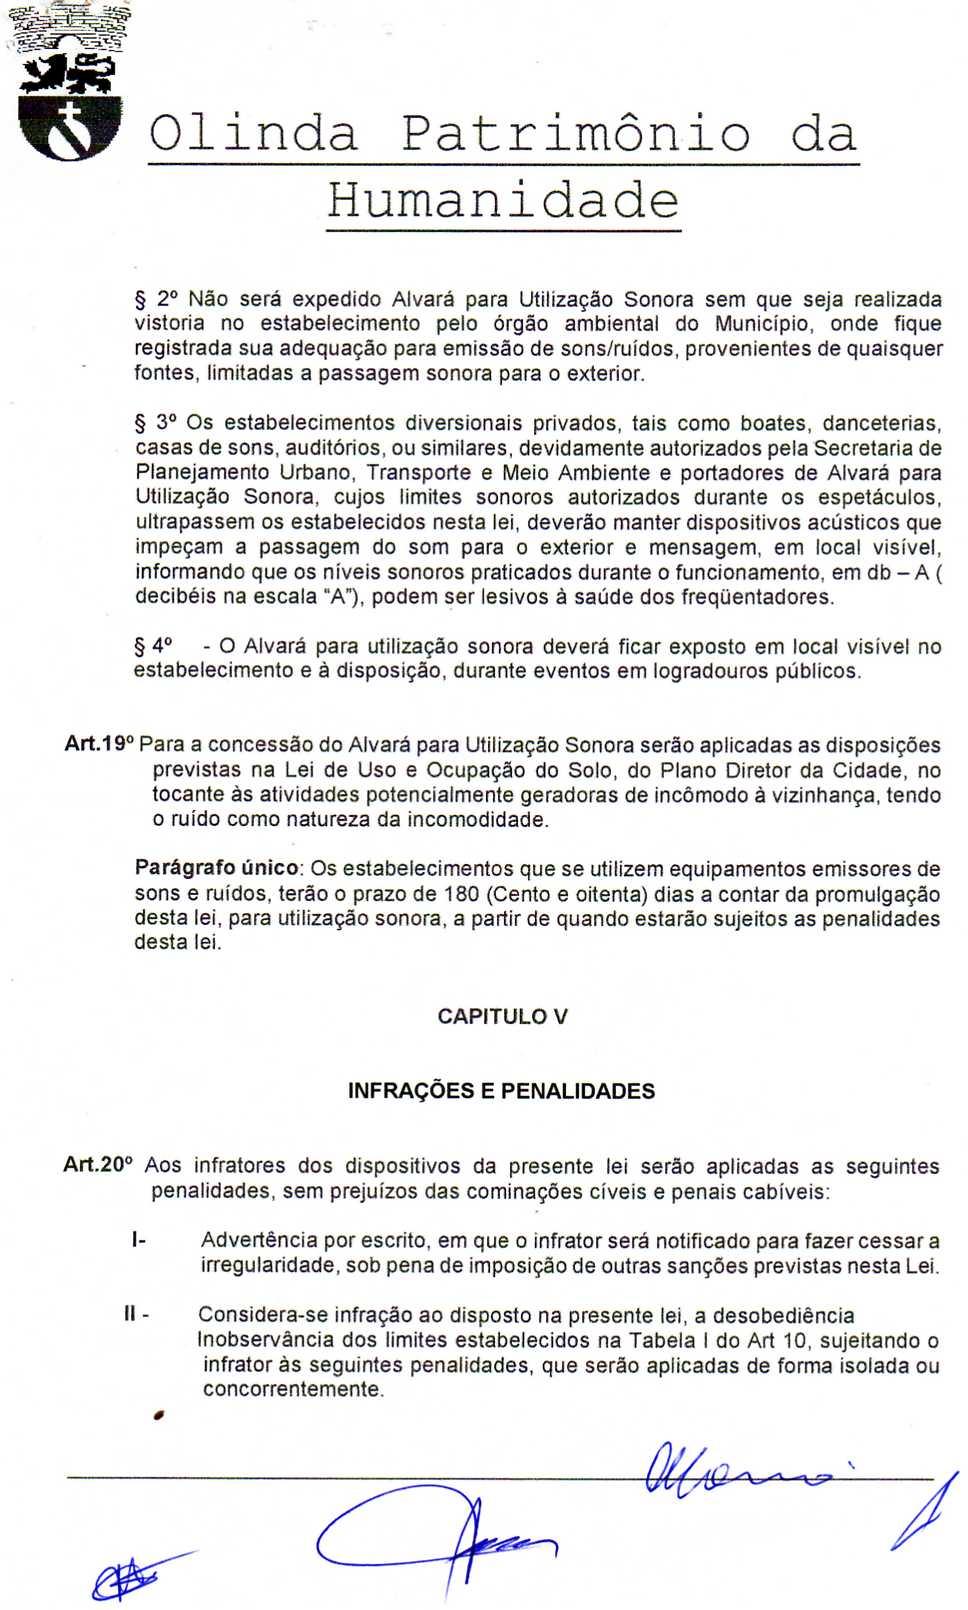 Olinda Patrimônio da
Humanidade
§ 2º Não será expedido Alvará para Utilização Sonora sem que seja realizada
vistoria no estabelecimento pelo órgão ambiental do Município, onde fique
registrada sua adequação para emissão de sons/ruídos, provenientes de quaisquer
fontes, limitadas a passagem sonora para o exterior.
§ 3º Os estabelecimentos diversionais privados, tais como boates, danceterias,
casas de sons, auditórios, ou similares, devidamente autorizados pela Secretaria de
Planejamento Urbano, Transporte e Meio Ambiente e portadores de Alvará para
Utilização Sonora, cujos limites sonoros autorizados durante os espetáculos,
ultrapassem os estabelecidos nesta lei, deverão manter dispositivos acústicos que
impeçam a passagem do som para o exterior e mensagem, em local visível,
informando que os níveis sonoros praticados durante o funcionamento, em db – A (
decibéis na escala “A”), podem ser lesivos à saúde dos freqüentadores.
§ 4º - O Alvará para utilização sonora deverá ficar exposto em local visível no
estabelecimento e à disposição, durante eventos em logradouros públicos.
Art.19º Para a concessão do Alvará para Utilização Sonora serão aplicadas as disposições
previstas na Lei de Uso e Ocupação do Solo, do Plano Diretor da Cidade, no
tocante às atividades potencialmente geradoras de incômodo à vizinhança, tendo
o ruído como natureza da incomodidade.
Parágrafo único: Os estabelecimentos que se utilizem equipamentos emissores de
sons e ruídos, terão o prazo de 180 (Cento e oitenta) dias a contar da promulgação
desta lei, para utilização sonora, a partir de quando estarão sujeitos as penalidades
desta lei.
CAPITULO V
INFRAÇÕES E PENALIDADES
Art.20º Aos infratores dos dispositivos da presente lei serão aplicadas as seguintes
penalidades, sem prejuízos das cominações cíveis e penais cabíveis:
I- Advertência por escrito, em que o infrator será notificado para fazer cessar a
irregularidade, sob pena de imposição de outras sanções previstas nesta Lei.
II - Considera-se infração ao disposto na presente lei, a desobediência
Inobservância dos limites estabelecidos na Tabela I do Art 10, sujeitando o
infrator às seguintes penalidades, que serão aplicadas de forma isolada ou
concorrentemente.